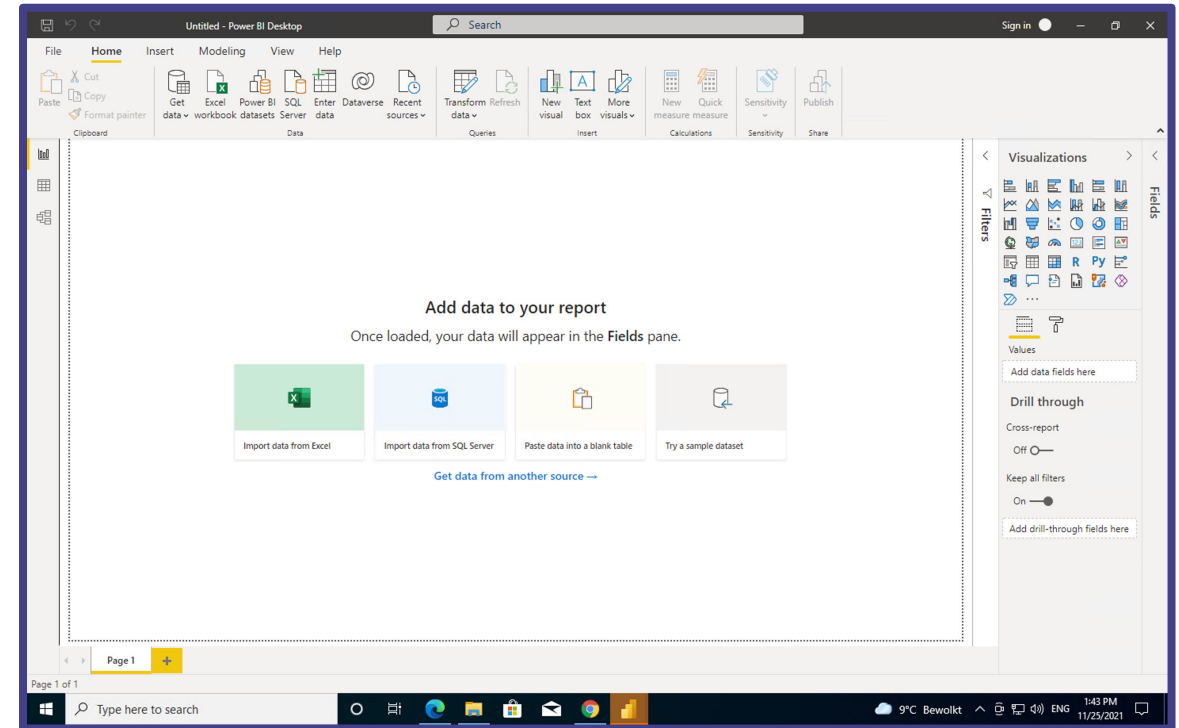 Untitled - Power BI Desktop
Search
Sign in
File Home Insert Modeling View Help
Paste
Cut
Copy
Format painter
Clipboard
Get data
Excel workbook
Power BI datasets
SQL Server
Enter data
Dataverse
Recent sources
Data
Transform data
Refresh
Queries
New visual
Text box
More visuals
Insert
New measure
Quick measure
Calculations
Sensitivity
Sensitivity
Publish
Share
Add data to your report
Once loaded, your data will appear in the Fields pane.
SQL
Import data from Excel
Import data from SQL Server
Paste data into a blank table
Try a sample dataset
Get data from another source →
Filters
Visualizations
R Py
...
Values
Add data fields here
Drill through
Cross-report
Off
Keep all filters
On
Add drill-through fields here
Fields
Page 1
+
Page 1 of 1
Type here to search
9°C Bewolkt
ENG
1:43 PM
11/25/2021